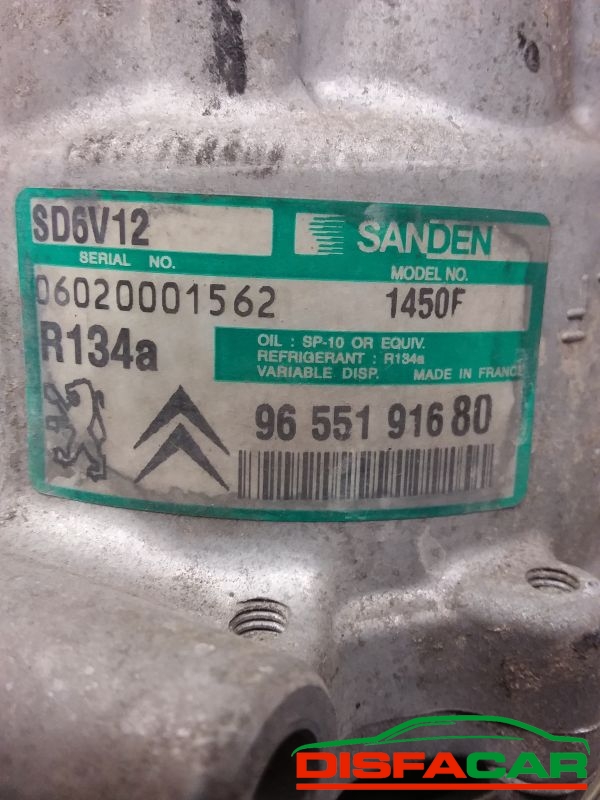 SD6V12
SANDEN
SERIAL NO.
MODEL NO.
06020001562
1450F
R134a
OIL : SP-10 OR EQUIV.
REFRIGERANT : R134a
VARIABLE DISP. MADE IN FRANCE
96 551 916 80
DISFACAR